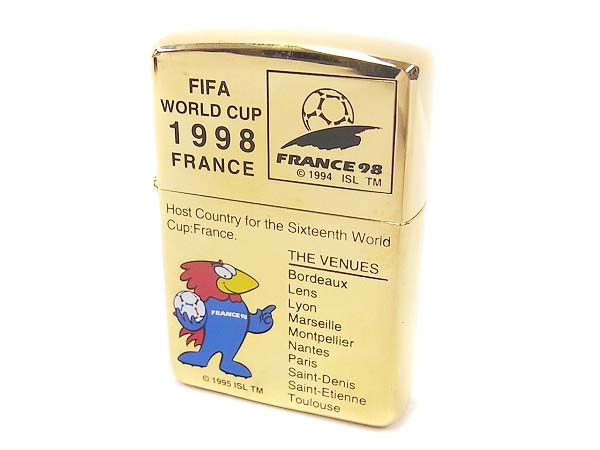 FIFA
WORLD CUP
1998
FRANCE
FRANCE 98
© 1994 ISL TM
Host Country for the Sixteenth World
Cup:France.
FRANCE 98
© 1995 ISL TM
THE VENUES
Bordeaux
Lens
Lyon
Marseille
Montpellier
Nantes
Paris
Saint-Denis
Saint-Etienne
Toulouse